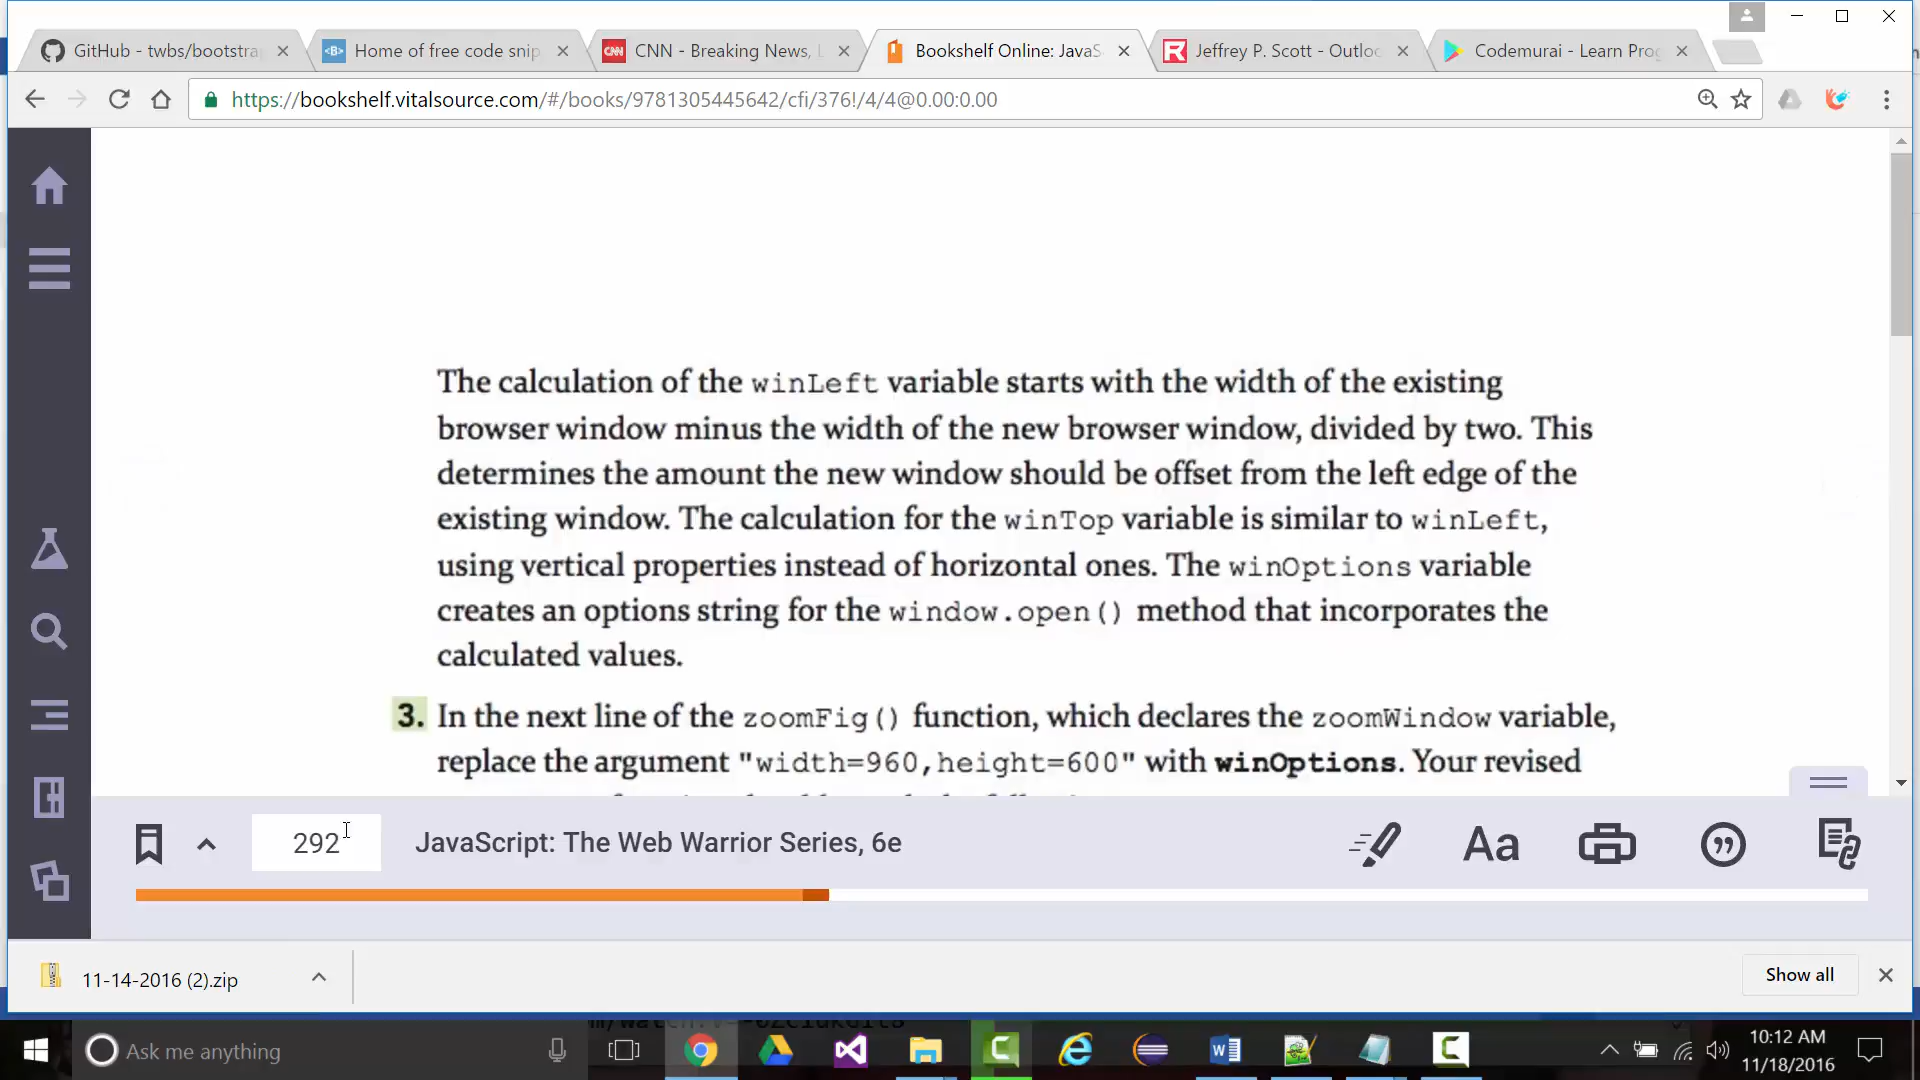 GitHub - twbs/bootstra
Home of free code snip
CNN - Breaking News, L
Bookshelf Online: JavaS
Jeffrey P. Scott - Outlo
Codemurai - Learn Prog
https://bookshelf.vitalsource.com/#/books/9781305445642/cfi/376!/4/4@0.00:0.00
The calculation of the winLeft variable starts with the width of the existing
browser window minus the width of the new browser window, divided by two. This
determines the amount the new window should be offset from the left edge of the
existing window. The calculation for the winTop variable is similar to winLeft,
using vertical properties instead of horizontal ones. The winOptions variable
creates an options string for the window.open() method that incorporates the
calculated values.
3. In the next line of the zoomFig() function, which declares the zoomWindow variable,
replace the argument "width=960,height=600" with winOptions. Your revised
292
JavaScript: The Web Warrior Series, 6e
Aa
11-14-2016 (2).zip
Show all
Ask me anything
10:12 AM
11/18/2016